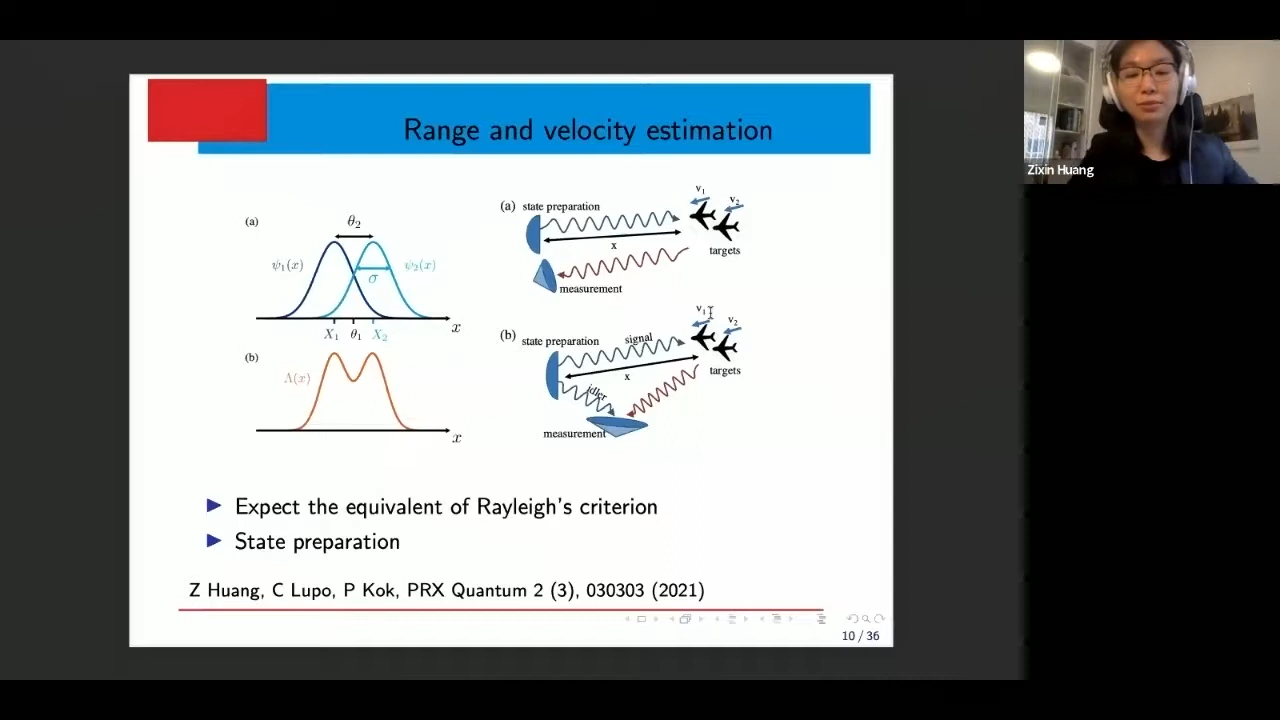 Range and velocity estimation
Zixin Huang
(a)
θ₂
ψ₁(x)
ψ₂(x)
σ
X₁ θ₁ X₂
x
(b)
Λ(x)
x
(a) state preparation
v₁
v₂
x
targets
measurement
(b)
state preparation
signal
v₁
v₂
x
targets
idler
measurement
Expect the equivalent of Rayleigh's criterion
State preparation
Z Huang, C Lupo, P Kok, PRX Quantum 2 (3), 030303 (2021)
10 / 36